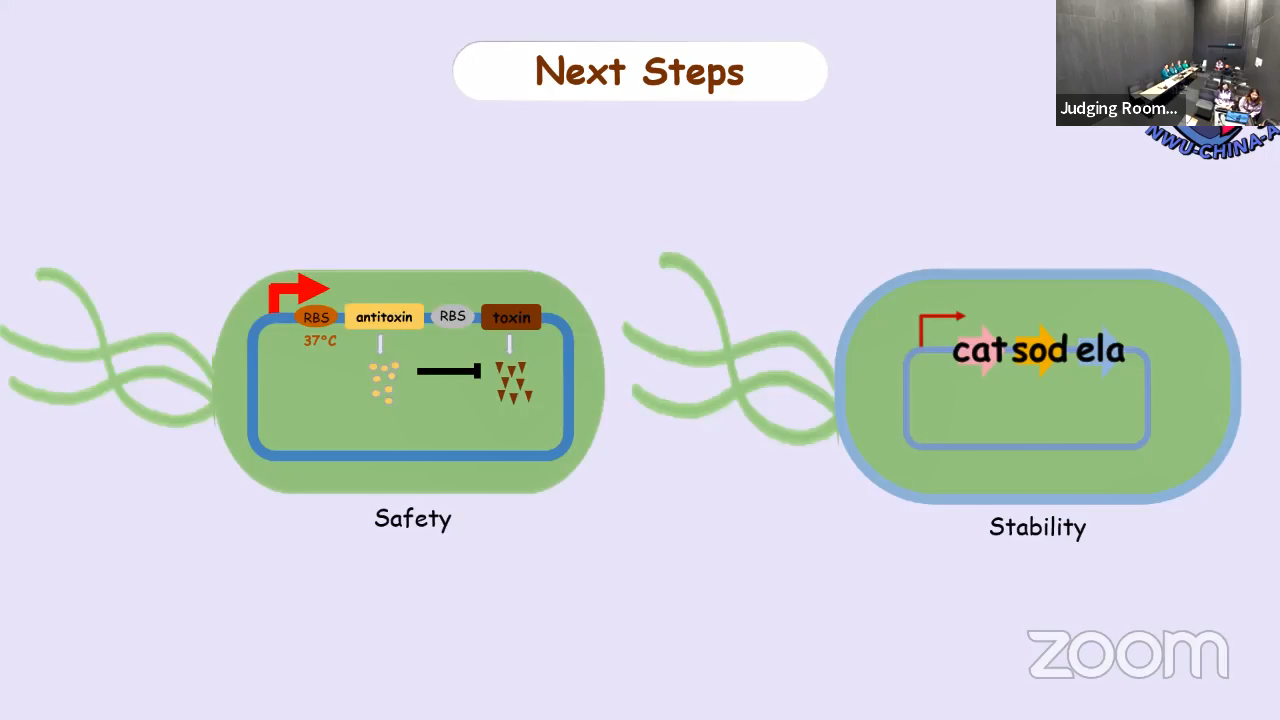 Next Steps
Judging Room...
NWU-CHINA-A
RBS
antitoxin
RBS
toxin
37°C
Safety
cat sod ela
Stability
zoom